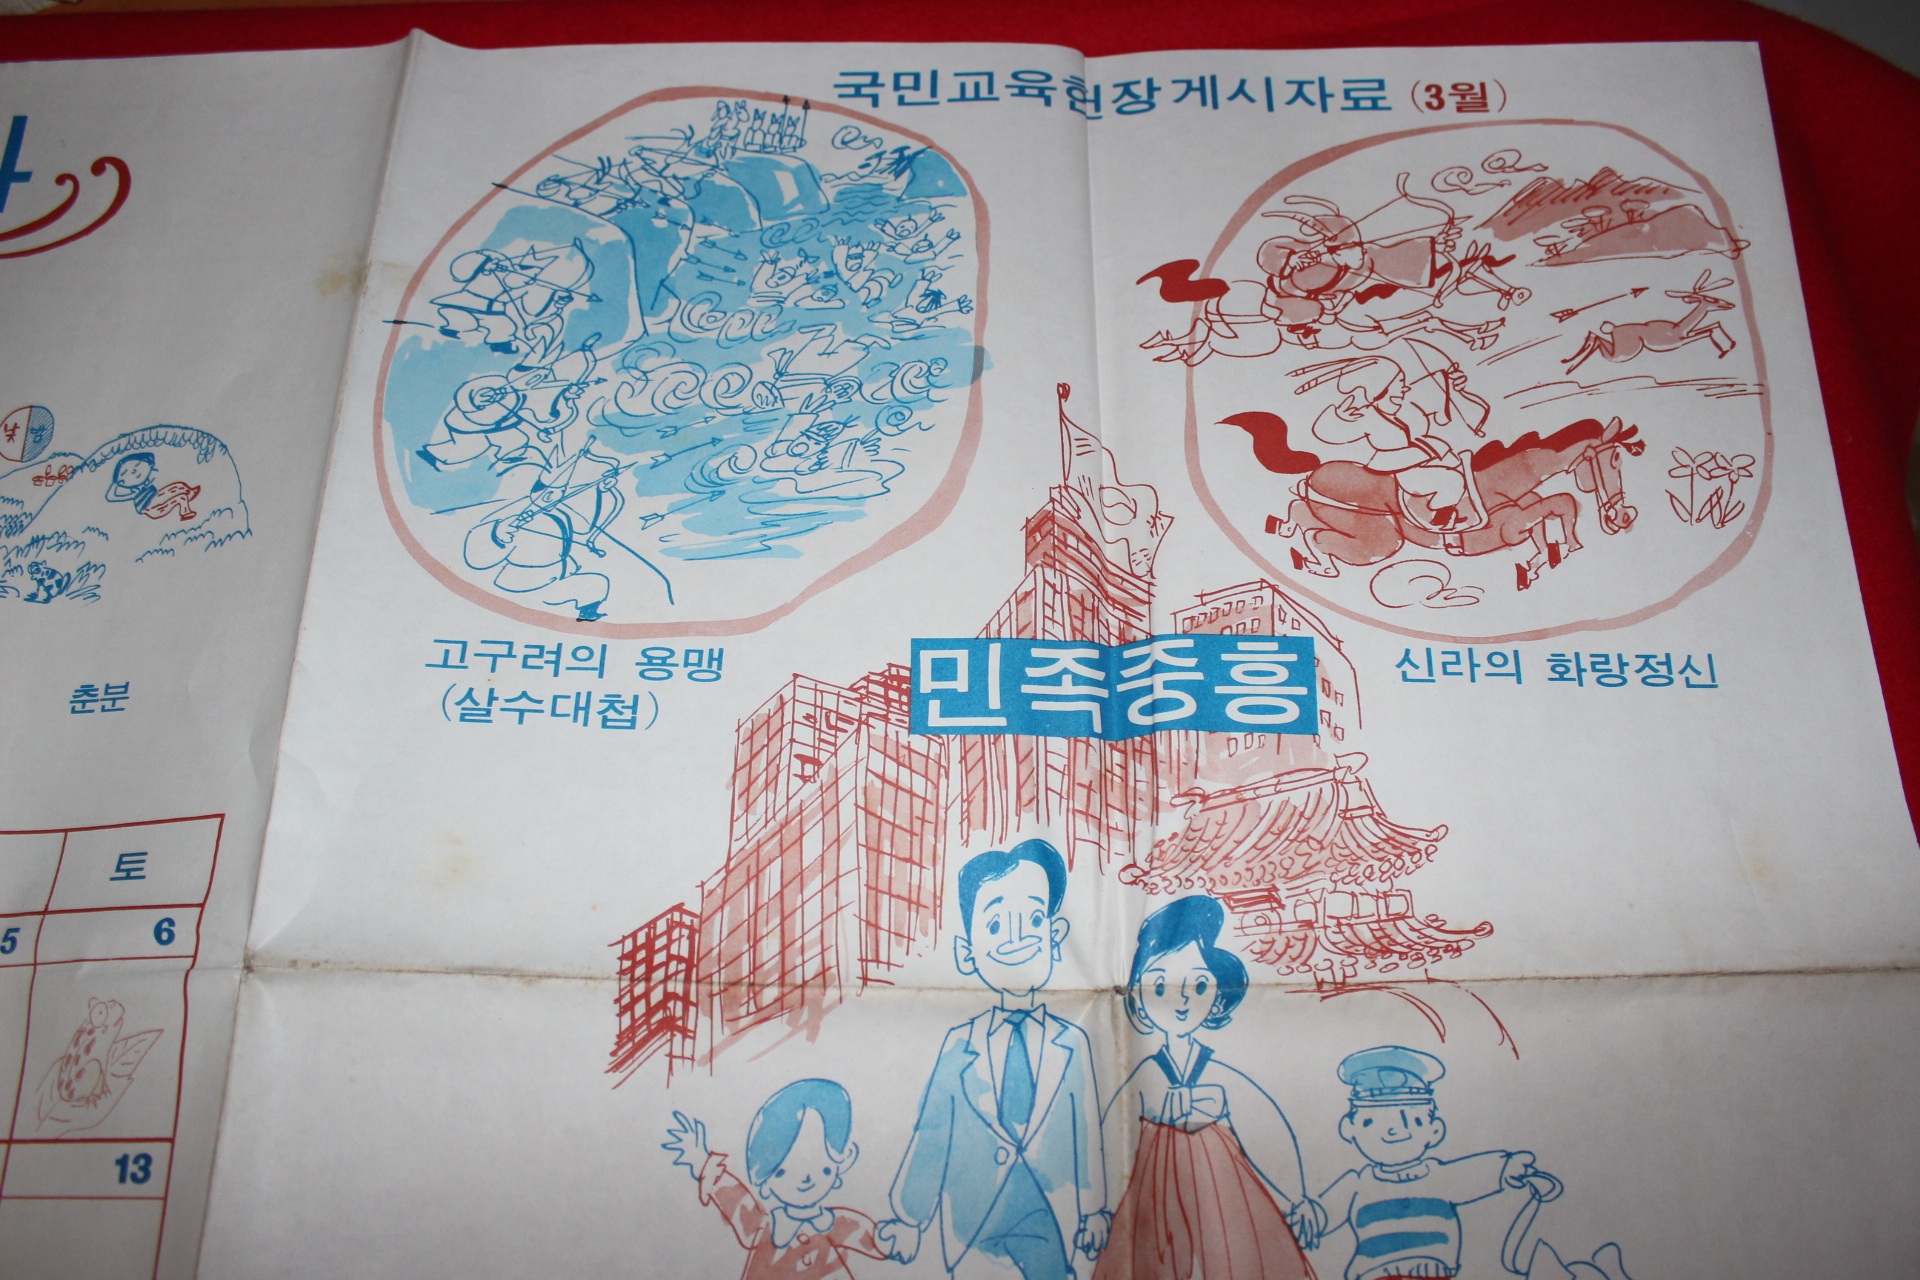 국민교육헌장게시자료 (3월)
고구려의 용맹
(살수대첩)
민족중흥
신라의 화랑정신
낮 밤
춘분
토
5 6
13